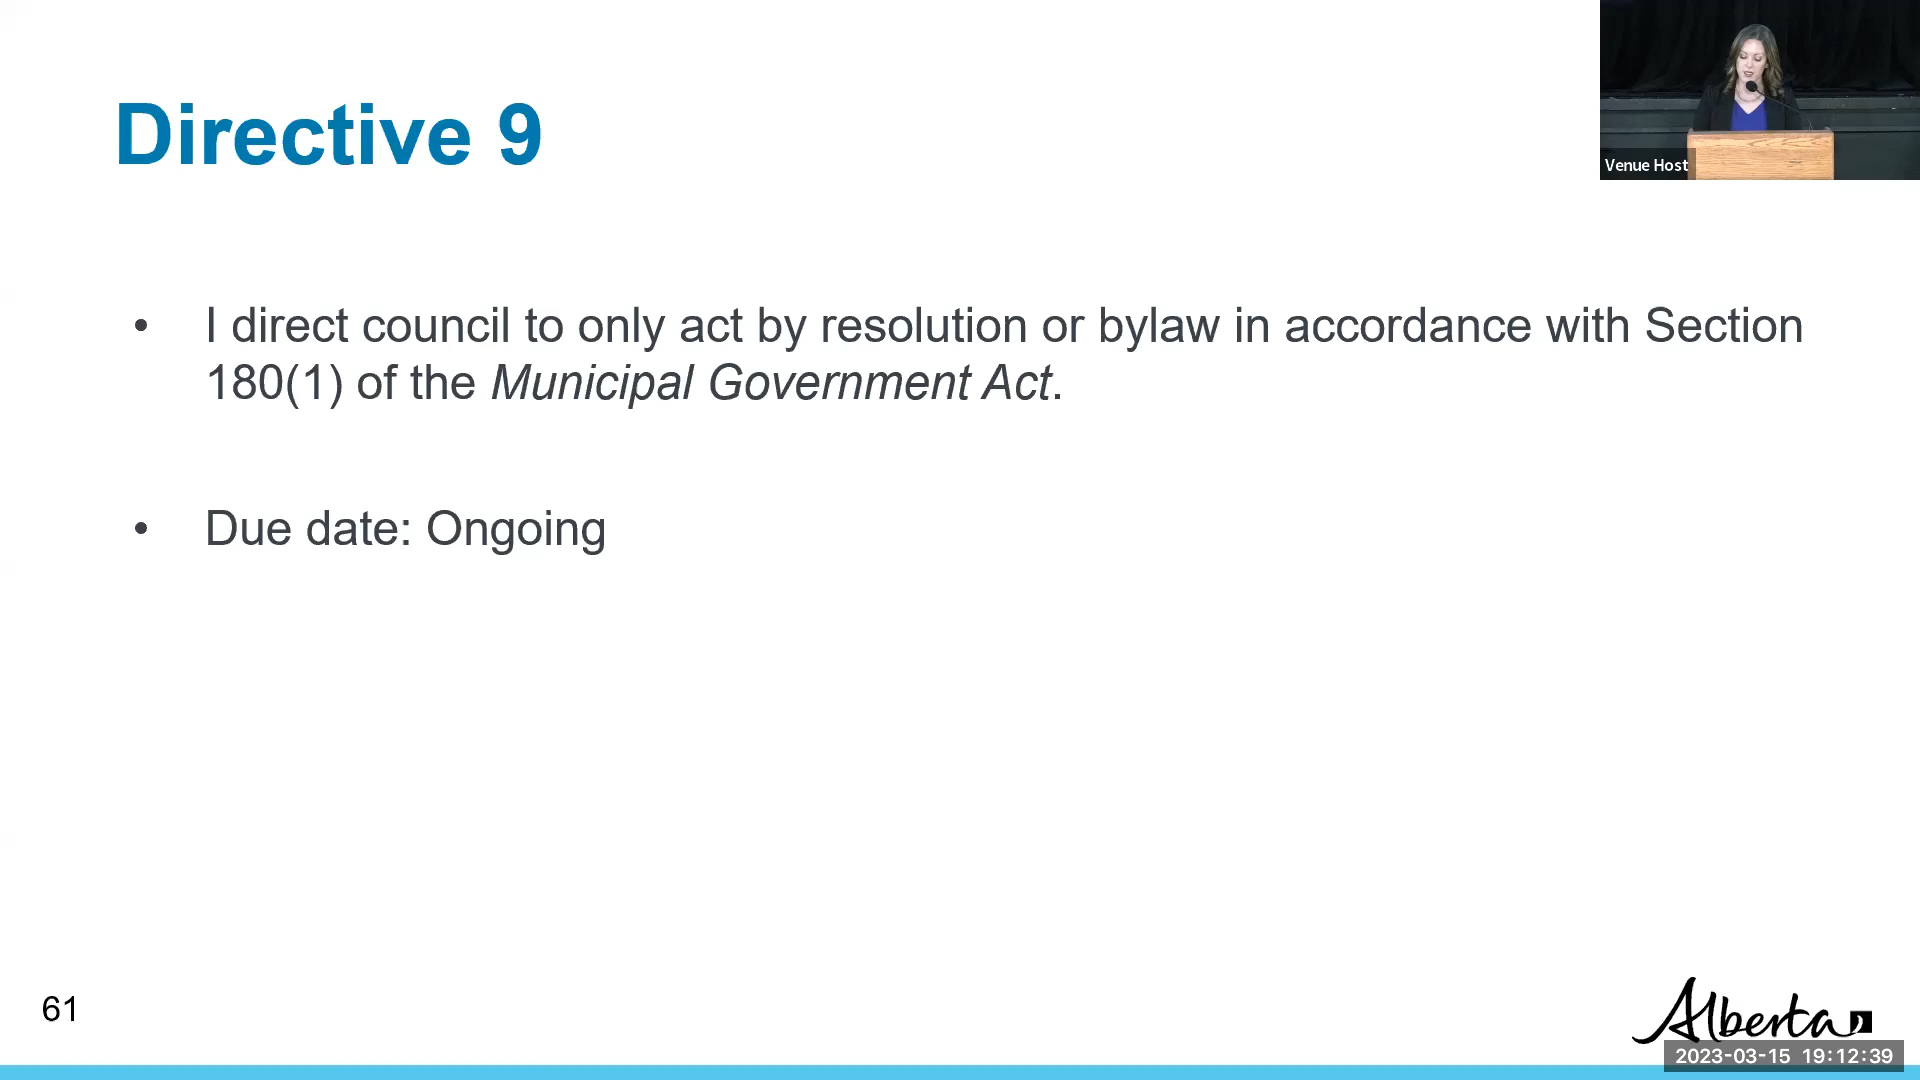 Directive 9
Venue Host
• I direct council to only act by resolution or bylaw in accordance with Section
180(1) of the Municipal Government Act.
• Due date: Ongoing
61
Alberta
2023-03-15 19:12:39